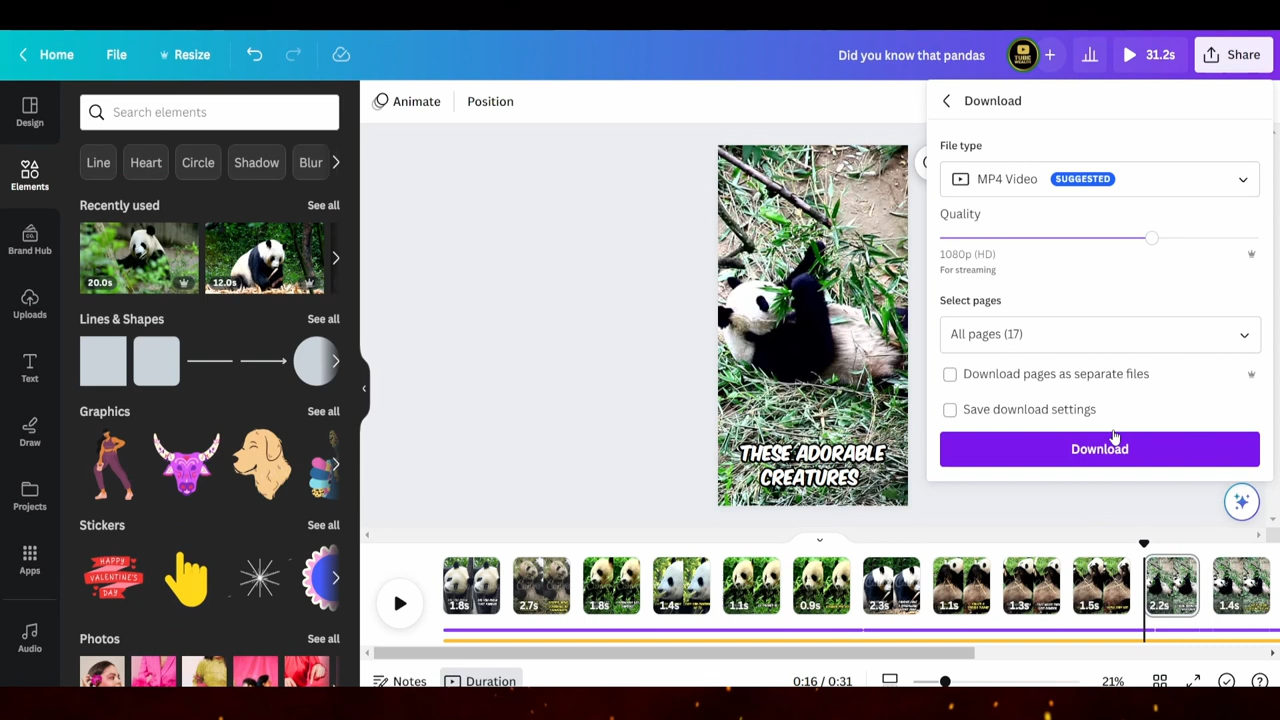 Home
File
Resize
Did you know that pandas
TUBE
31.2s
Share
Design
Elements
Brand Hub
Uploads
Text
Draw
Projects
Apps
Audio
Search elements
Line
Heart
Circle
Shadow
Blur
Recently used
See all
20.0s
12.0s
Lines & Shapes
See all
Graphics
See all
Stickers
See all
HAPPY
VALENTINE'S
DAY
Photos
See all
Animate
Position
THESE ADORABLE
CREATURES
Download
File type
MP4 Video
SUGGESTED
Quality
1080p (HD)
For streaming
Select pages
All pages (17)
Download pages as separate files
Save download settings
Download
1.8s
2.7s
1.8s
1.4s
1.1s
0.9s
2.3s
1.1s
1.3s
1.5s
2.2s
1.4s
Notes
Duration
0:16 / 0:31
21%